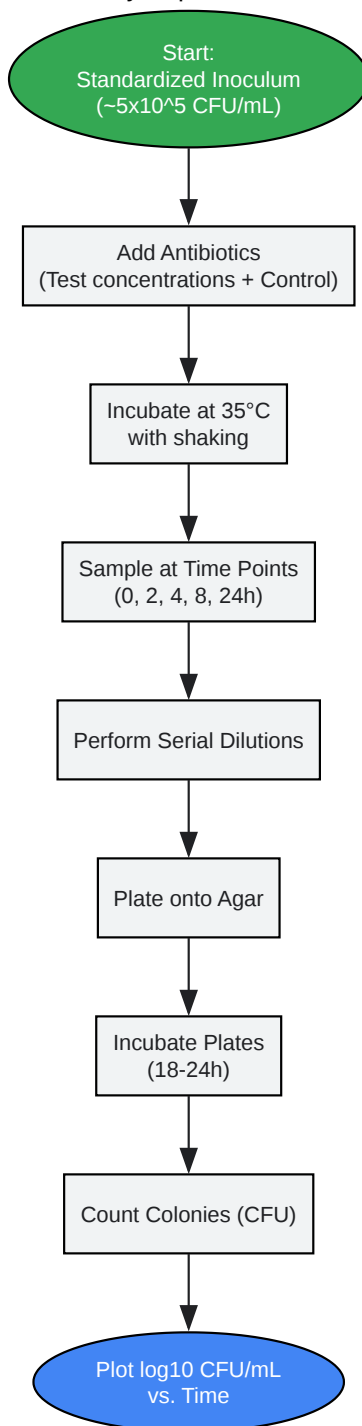 Start:
Standardized Inoculum
(~5x10^5 CFU/mL)
Add Antibiotics
(Test concentrations + Control)
Incubate at 35°C
with shaking
Sample at Time Points
(0, 2, 4, 8, 24h)
Perform Serial Dilutions
Plate onto Agar
Incubate Plates
(18-24h)
Count Colonies (CFU)
Plot log10 CFU/mL
vs. Time